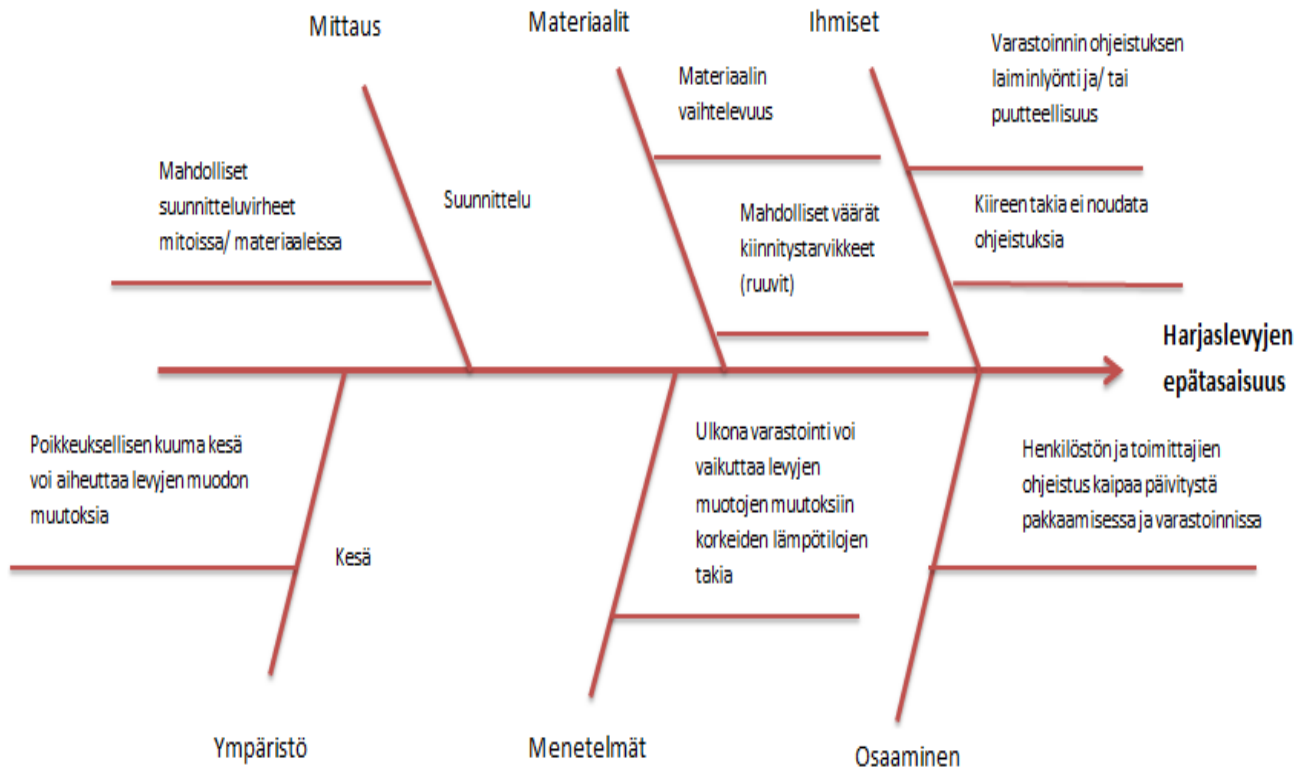 Mittaus
Materiaalit
Ihmiset
Varastoinnin ohjeistuksen
laiminlyönti ja/ tai
puutteellisuus
Materiaalin
vaihtelevuus
Mahdolliset
suunnitteluvirheet
mitoissa/ materiaaleissa
Suunnittelu
Mahdolliset väärät
kiinnitystarvikkeet
(ruuvit)
Kiireen takia ei noudata
ohjeistuksia
Harjaslevyjen
epätasaisuus
Poikkeuksellisen kuuma kesä
voi aiheuttaa levyjen muodon
muutoksia
Kesä
Ulkona varastointi voi
vaikuttaa levyjen
muotojen muutoksiin
korkeiden lämpötilojen
takia
Henkilöstön ja toimittajien
ohjeistus kaipaa päivitystä
pakkaamisessa ja varastoinnissa
Ympäristö
Menetelmät
Osaaminen